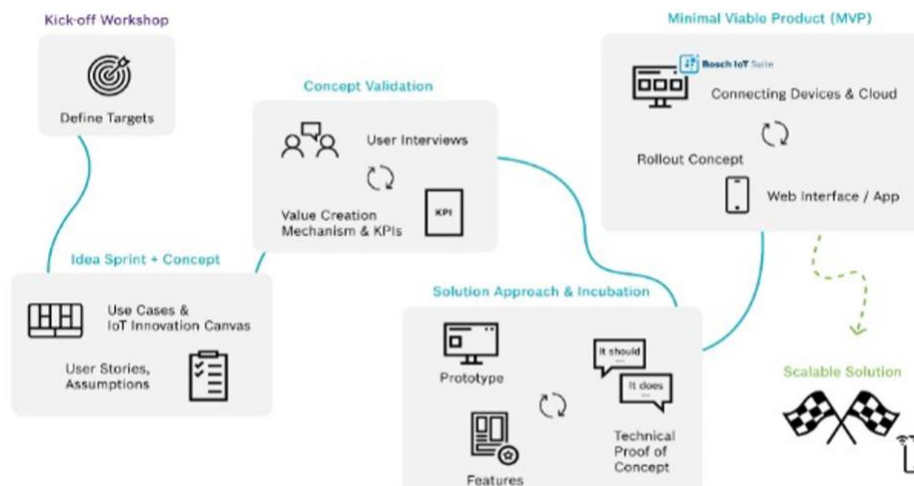 Kick-off Workshop
Define Targets
Idea Sprint + Concept
Use Cases &
IoT Innovation Canvas
User Stories,
Assumptions
Concept Validation
User Interviews
Value Creation
Mechanism & KPIs
KPI
Solution Approach & Incubation
Prototype
It should
...
It does
...
Features
Technical
Proof of
Concept
Minimal Viable Product (MVP)
Bosch IoT Suite
Connecting Devices & Cloud
Rollout Concept
Web Interface / App
Scalable Solution